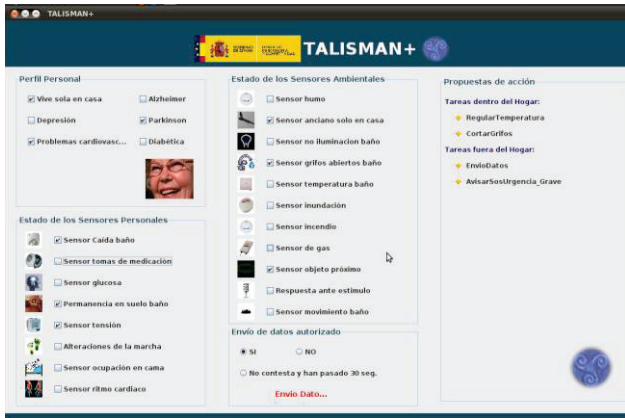 TALISMAN+
TALISMAN+
Perfil Personal
Vive sola en casa
Alzheimer
Depresión
Parkinson
Problemas cardiovasc...
Diabética
Estado de los Sensores Personales
Sensor Caída baño
Sensor tomas de medicación
Sensor glucosa
Permanencia en suelo baño
Sensor tensión
Alteraciones de la marcha
Sensor ocupación en cama
Sensor ritmo cardiaco
Estado de los Sensores Ambientales
Sensor humo
Sensor anciano solo en casa
Sensor no iluminacion baño
Sensor grifos abiertos baño
Sensor temperatura baño
Sensor inundación
Sensor incendio
Sensor de gas
Sensor objeto próximo
Respuesta ante estimulo
Sensor movimiento baño
Envío de datos autorizado
SI
NO
No contesta y han pasado 30 seg.
Envio Dato...
Propuestas de acción
Tareas dentro del Hogar:
RegularTemperatura
CortarGrifos
Tareas fuera del Hogar:
EnvioDatos
AvisarSosUrgencia_Grave